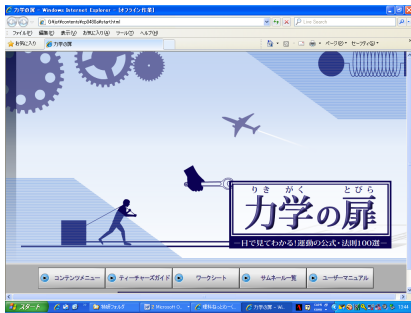 力学の扉 - Windows Internet Explorer - [オフライン作業]
Live Search
ファイル(F) 編集(E) 表示(V) お気に入り(A) ツール(T) ヘルプ(H)
お気に入り 力学の扉
ページ(P) セーフティ(S)
りき がく とびら
力学の扉
―目で見てわかる!運動の公式・法則100選―
コンテンツメニュー ティーチャーズガイド ワークシート サムネール一覧 ユーザーマニュアル
スタート